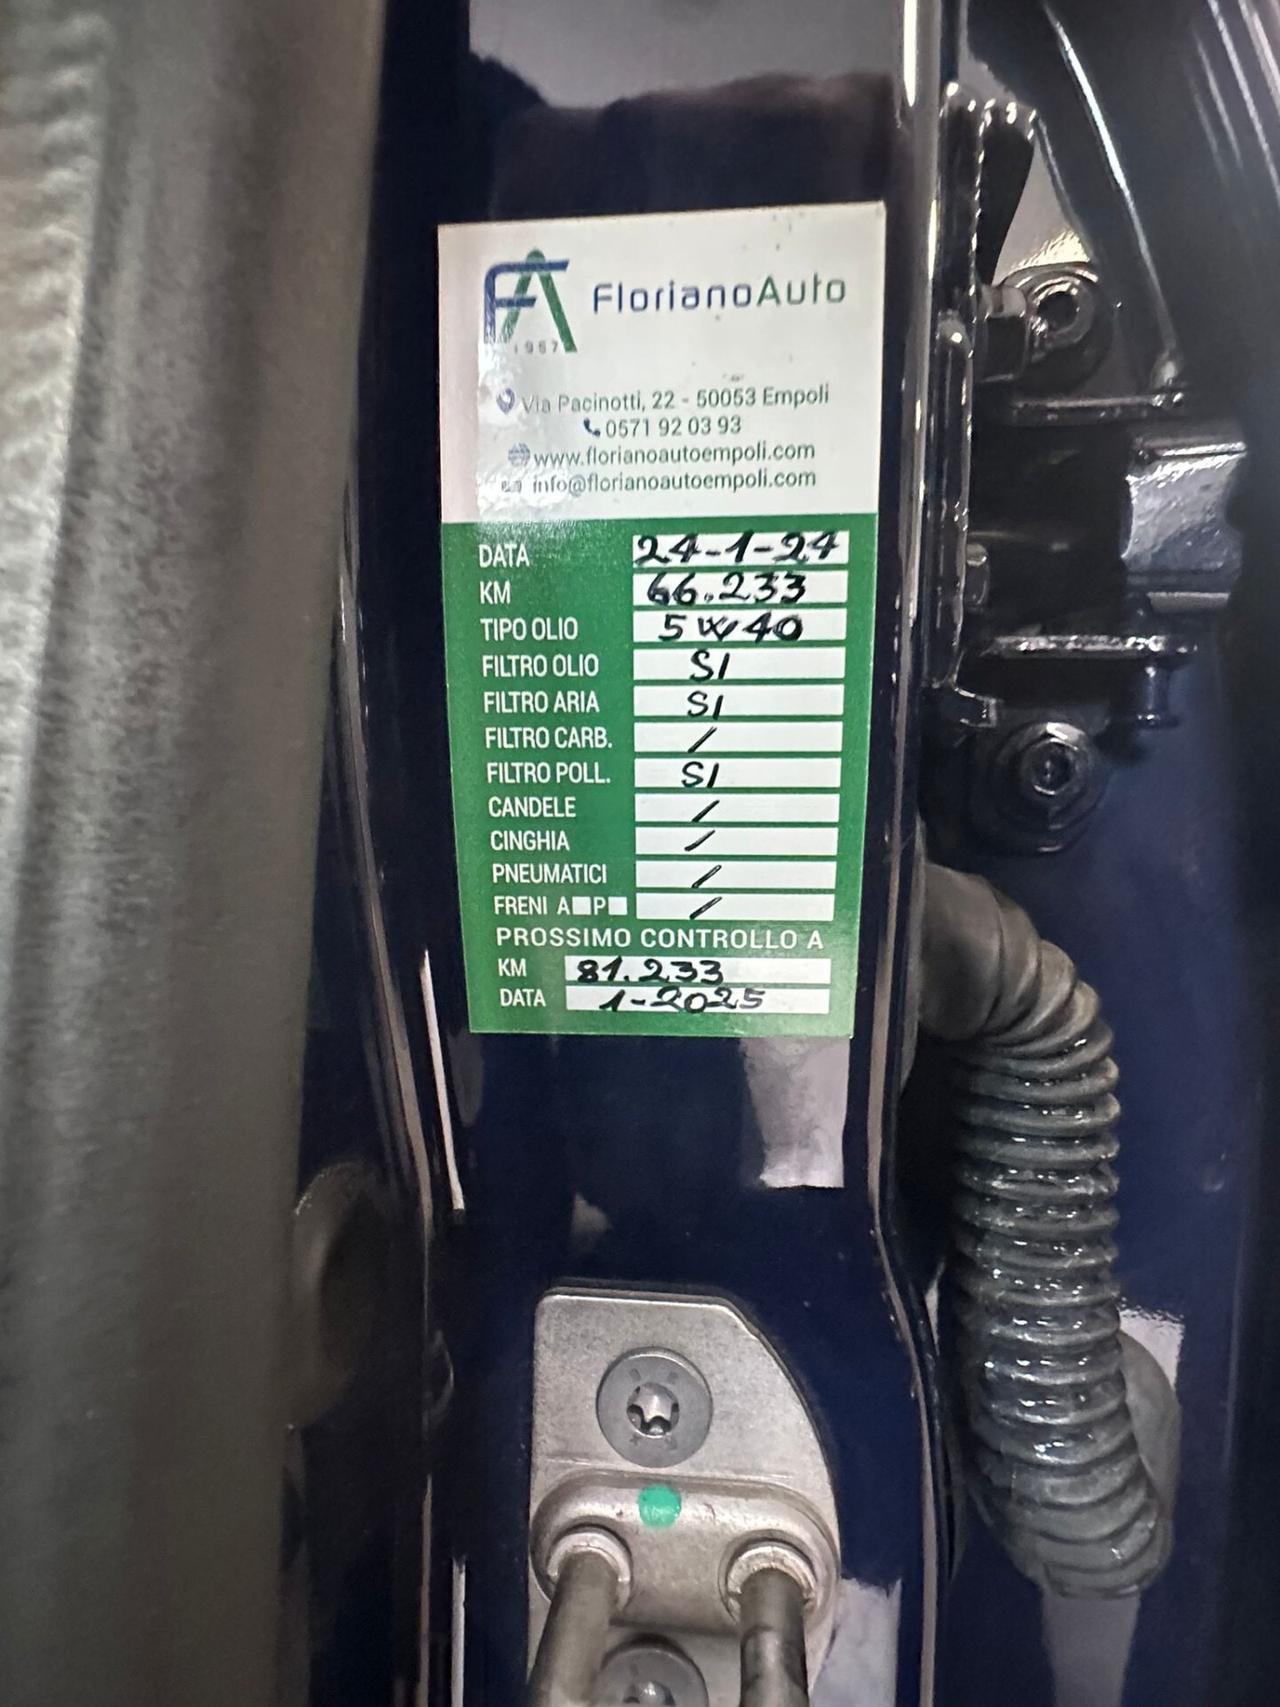 FA
1967
FlorianoAuto
Via Pacinotti, 22 - 50053 Empoli
0571 92 03 93
www.florianoautoempoli.com
info@florianoautoempoli.com
DATA 24-1-24
KM 66.233
TIPO OLIO 5W40
FILTRO OLIO SI
FILTRO ARIA SI
FILTRO CARB. /
FILTRO POLL. SI
CANDELE /
CINGHIA /
PNEUMATICI /
FRENI A P /
PROSSIMO CONTROLLO A
KM 81.233
DATA 1-2025